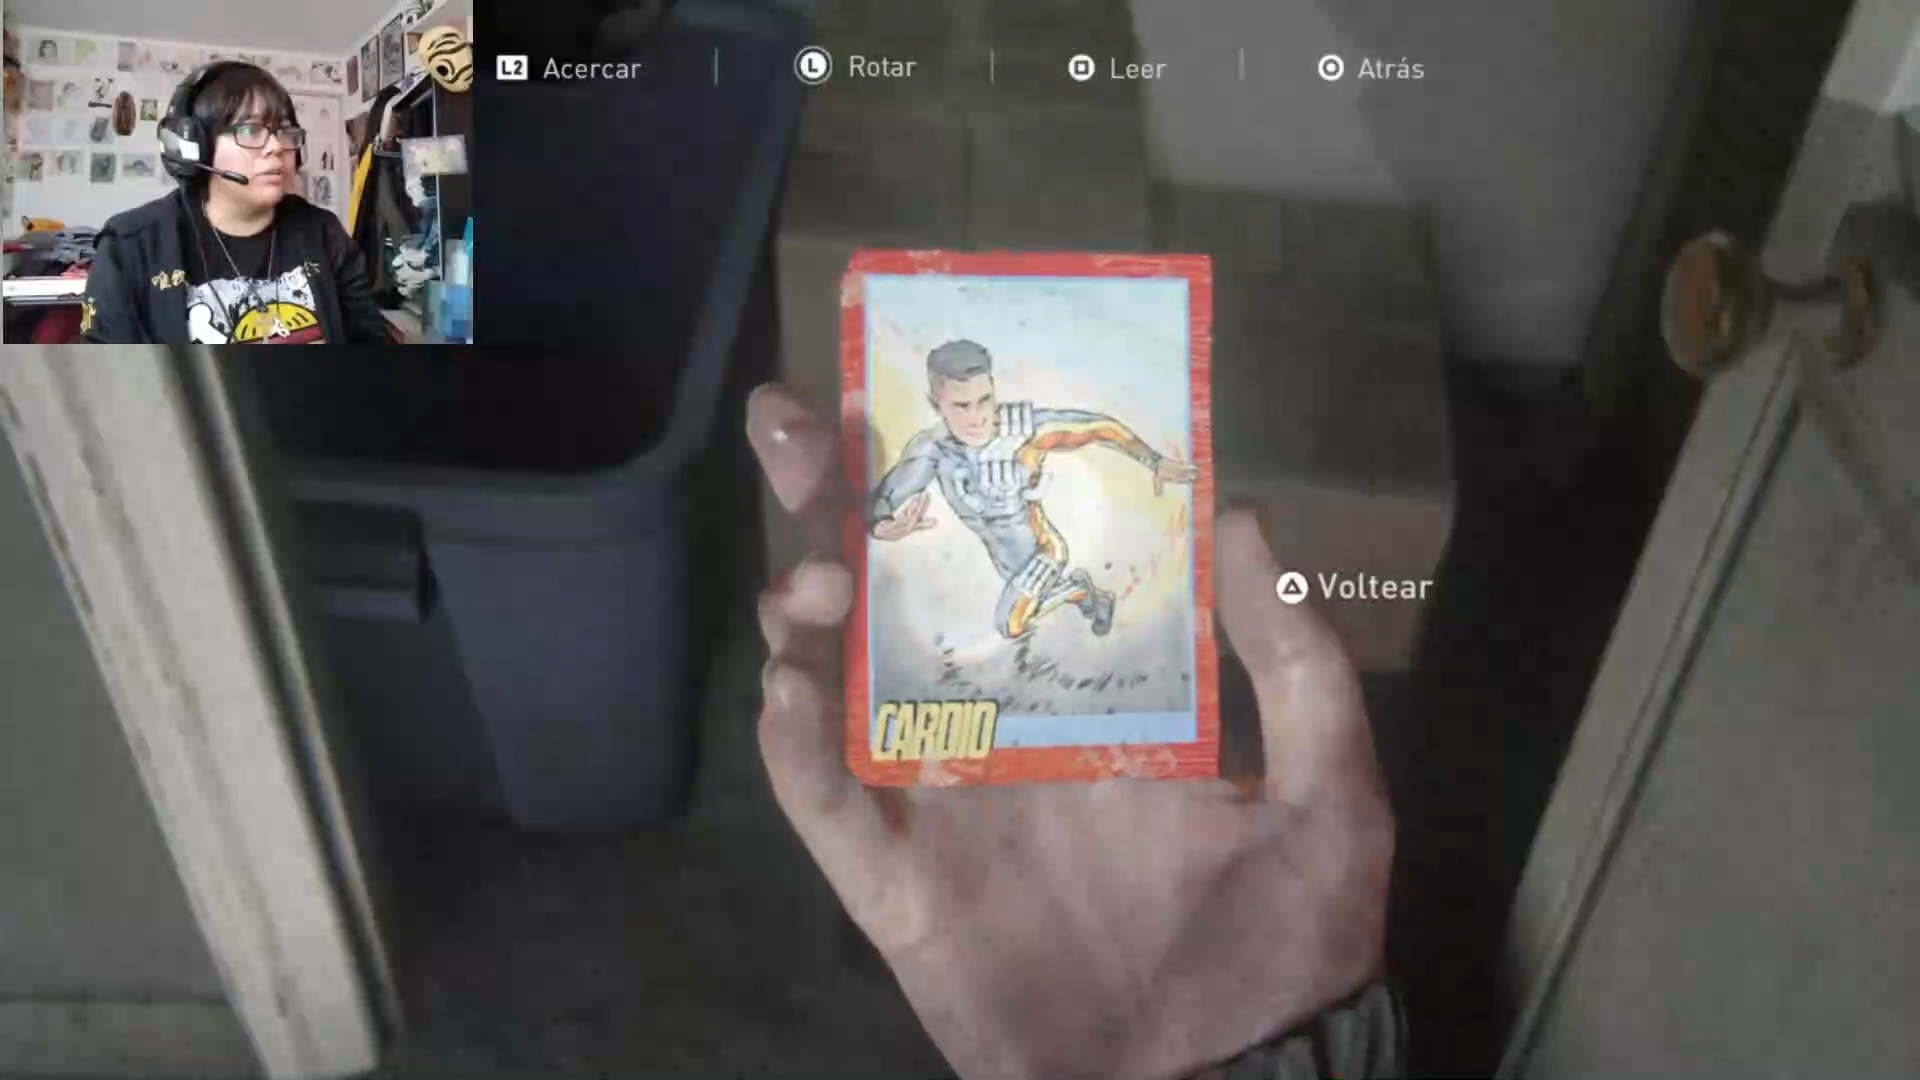 L2 Acercar
L Rotar
Leer
Atrás
Voltear
CARDIO